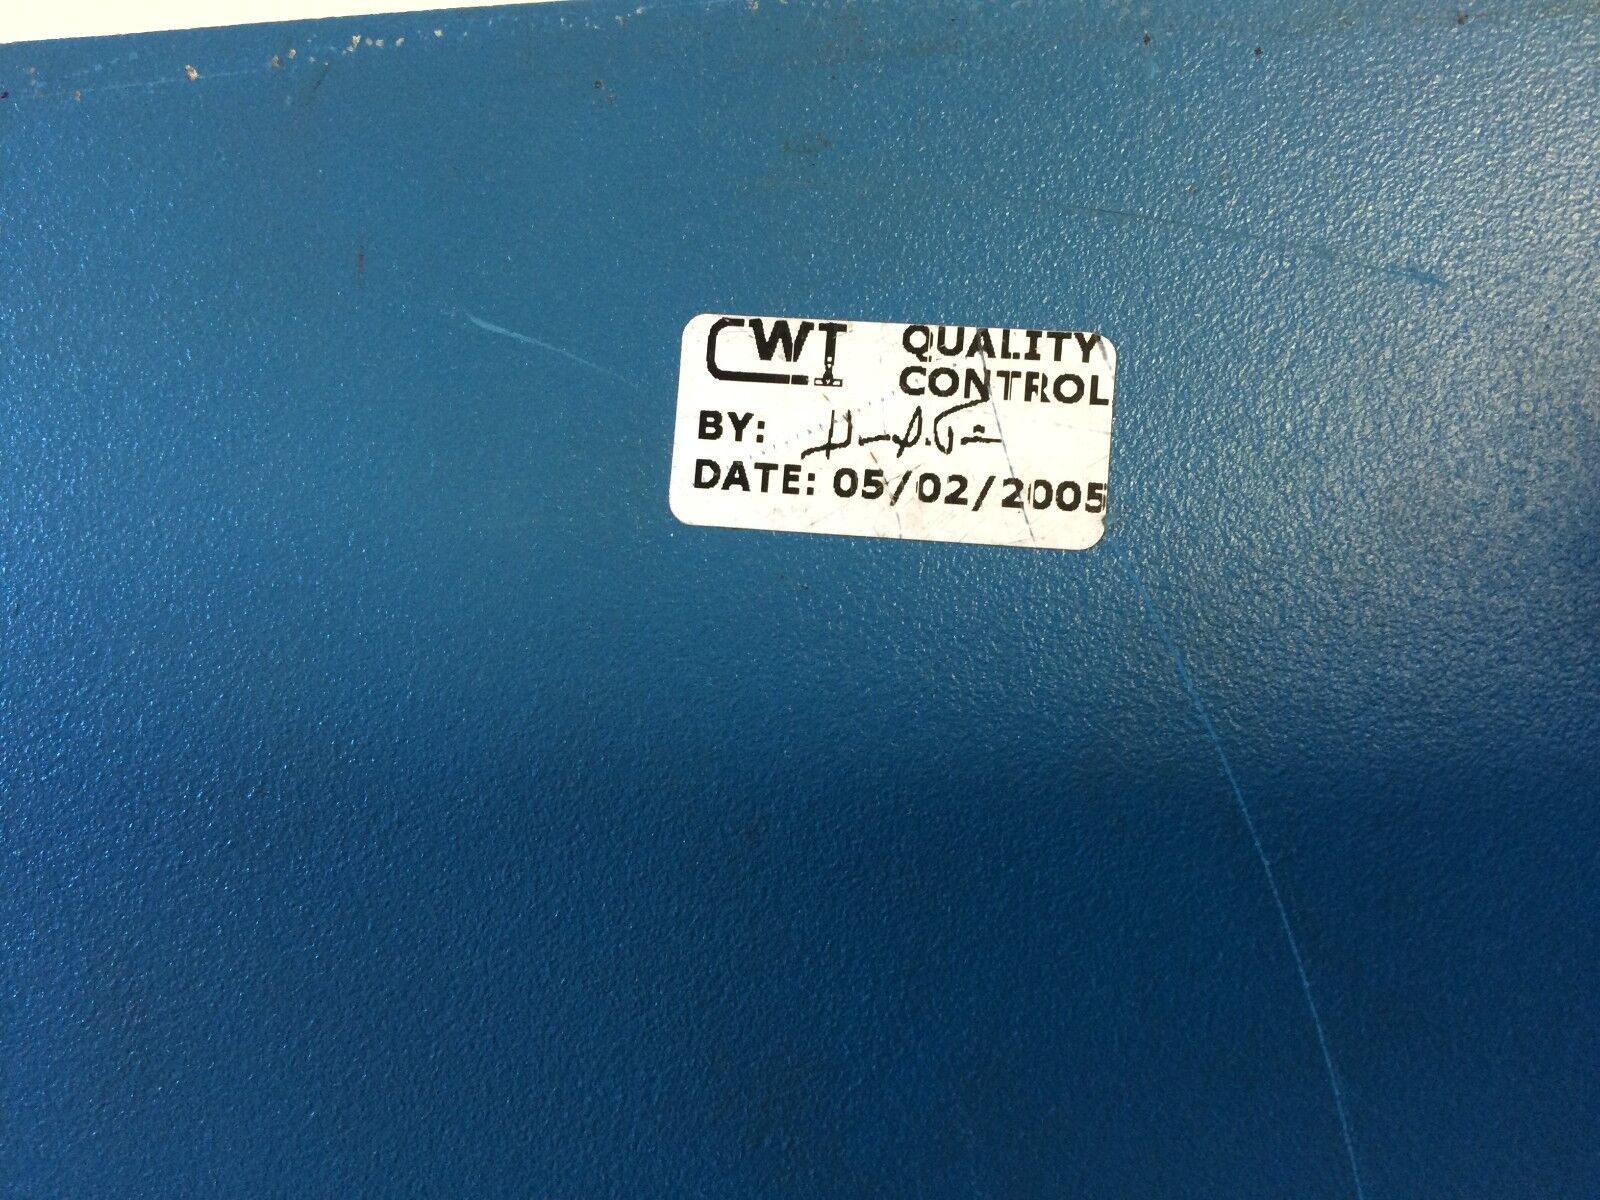 CWT QUALITY
CONTROL
BY:
DATE: 05/02/2005